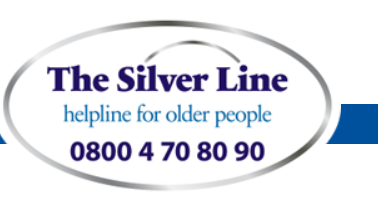 The Silver Line
helpline for older people
0800 4 70 80 90